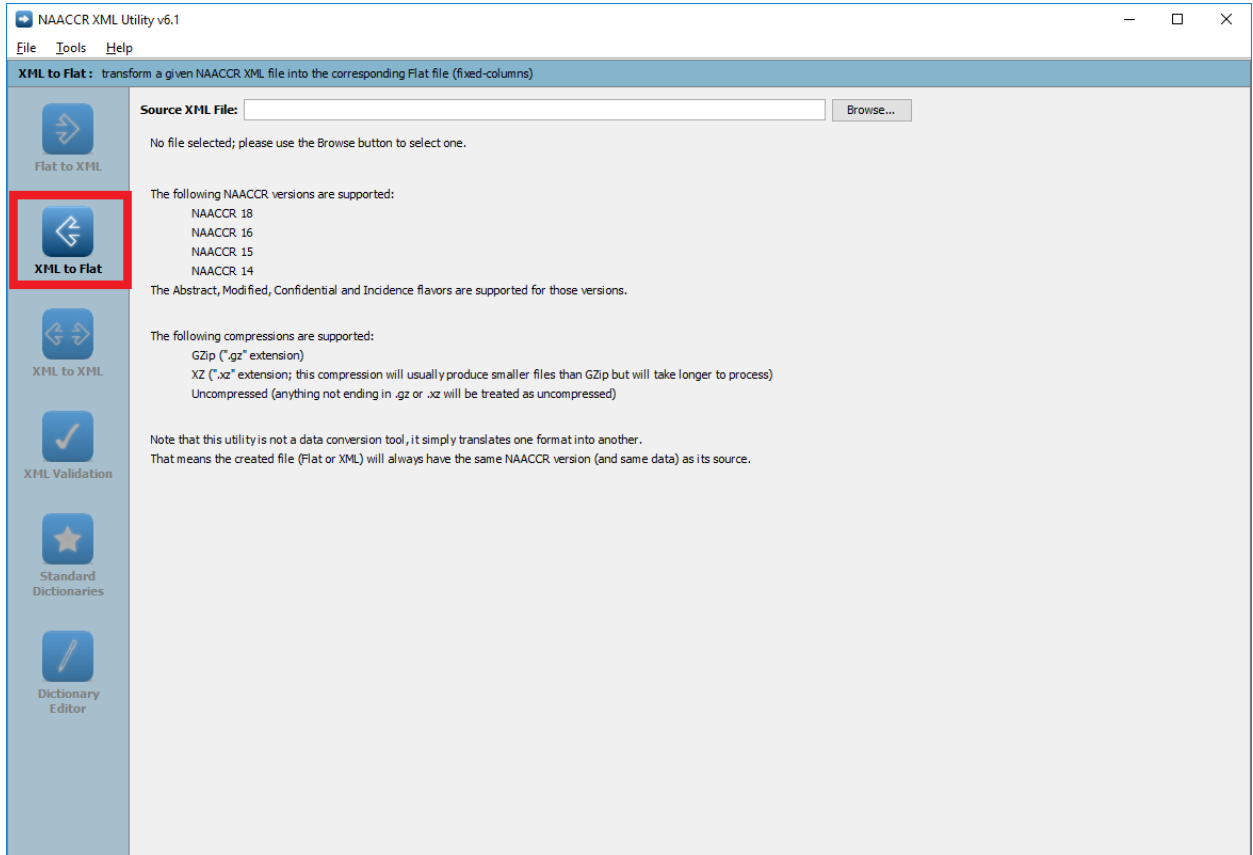 NAACCR XML Utility v6.1
File Tools Help
XML to Flat : transform a given NAACCR XML file into the corresponding Flat file (fixed-columns)
Flat to XML
XML to Flat
XML to XML
XML Validation
Standard
Dictionaries
Dictionary
Editor
Source XML File: Browse...
No file selected; please use the Browse button to select one.
The following NAACCR versions are supported:
NAACCR 18
NAACCR 16
NAACCR 15
NAACCR 14
The Abstract, Modified, Confidential and Incidence flavors are supported for those versions.
The following compressions are supported:
GZip (".gz" extension)
XZ (".xz" extension; this compression will usually produce smaller files than GZip but will take longer to process)
Uncompressed (anything not ending in .gz or .xz will be treated as uncompressed)
Note that this utility is not a data conversion tool, it simply translates one format into another.
That means the created file (Flat or XML) will always have the same NAACCR version (and same data) as its source.